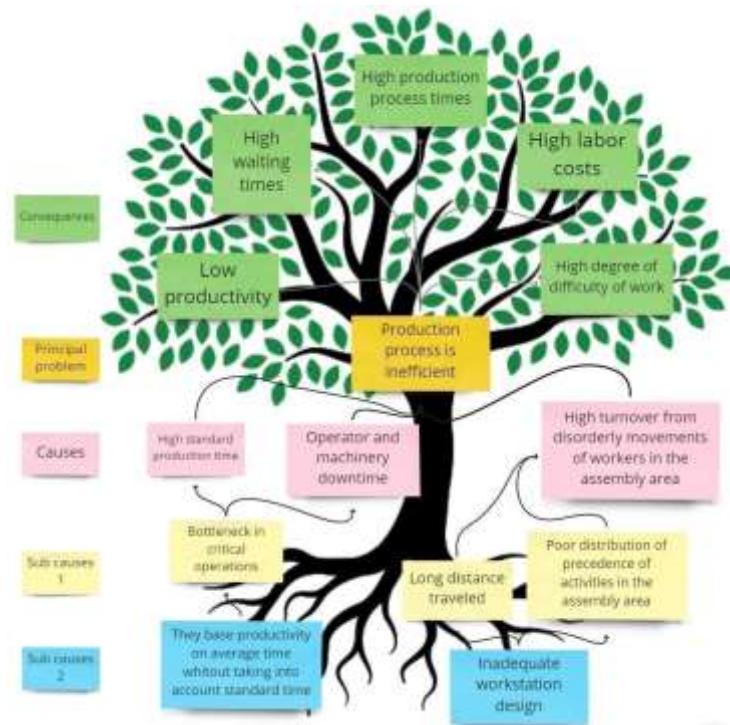 High production
process times
High
waiting
times
High labor
costs
Consequences
Low
productivity
High degree of
difficulty of work
Principal
problem
Production
process is
inefficient
Causes
High standard
production time
Operator and
machinery
downtime
High turnover from
disorderly movements
of workers in the
assembly area
Sub causes
1
Bottleneck in
critical
operations
Long distance
traveled
Poor distribution of
precedence of
activities in the
assembly area
Sub causes
2
They base productivity
on average time
whitout taking into
account standard time
Inadequate
workstation
design